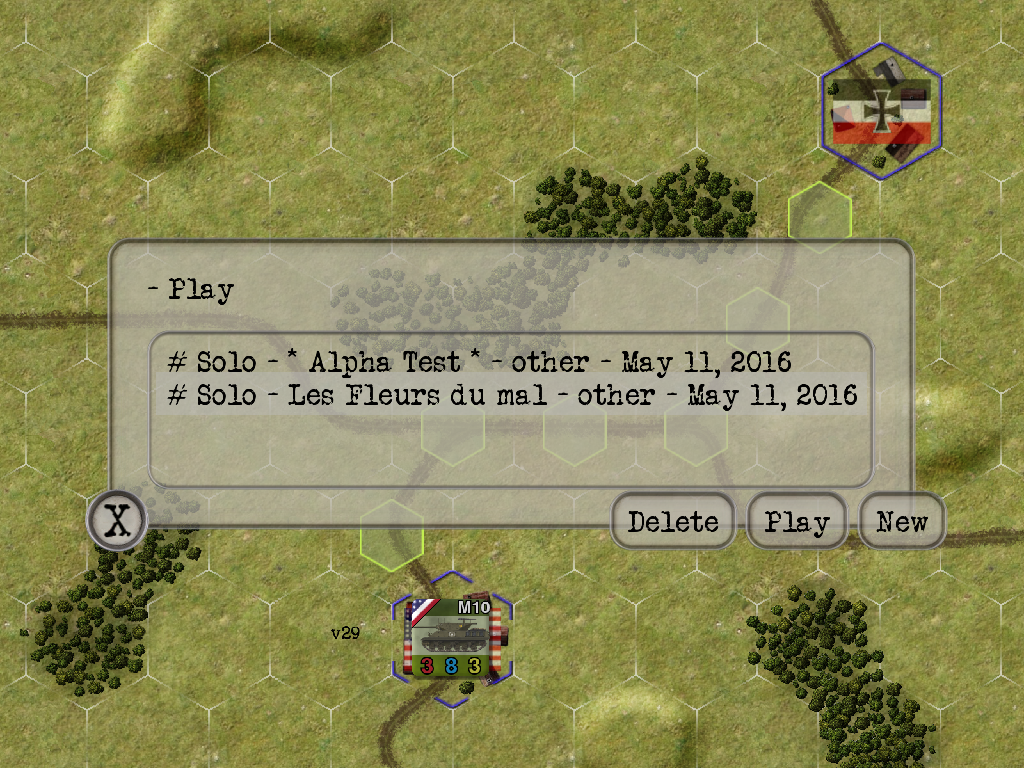 - Play
# Solo - * Alpha Test * - other - May 11, 2016
# Solo - Les Fleurs du mal - other - May 11, 2016
X
Delete
Play
New
v29
M10
3 8 3